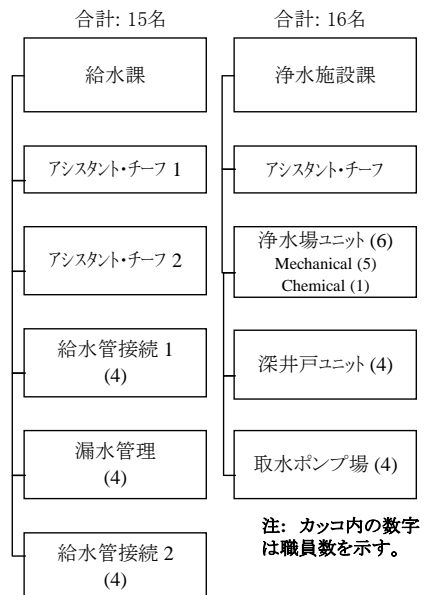 合計: 15名
給水課
アシスタント・チーフ 1
アシスタント・チーフ 2
給水管接続 1
(4)
漏水管理
(4)
給水管接続 2
(4)
合計: 16名
浄水施設課
アシスタント・チーフ
浄水場ユニット (6)
Mechanical (5)
Chemical (1)
深井戸ユニット (4)
取水ポンプ場 (4)
注: カッコ内の数字
は職員数を示す。